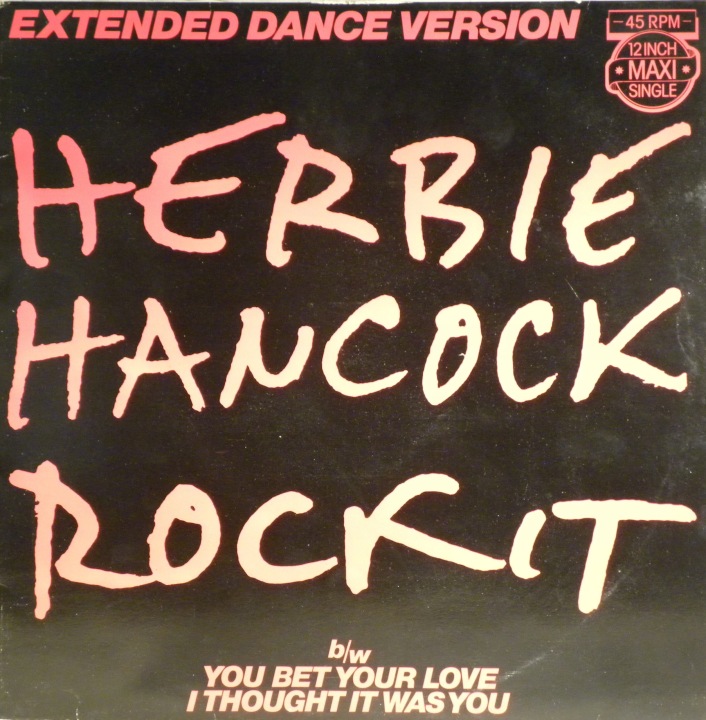 EXTENDED DANCE VERSION
-45 RPM-
12 INCH
* MAXI *
SINGLE
HERBIE
HANCOCK
ROCKIT
b/w
YOU BET YOUR LOVE
I THOUGHT IT WAS YOU